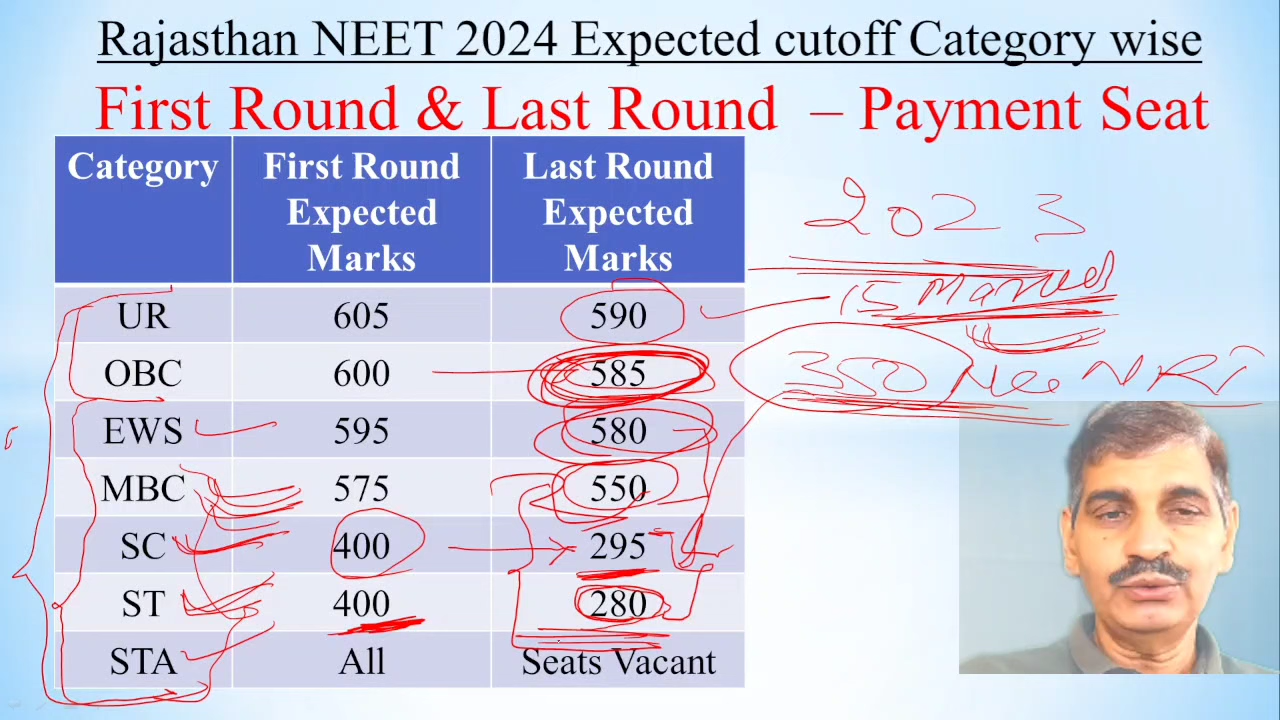 Rajasthan NEET 2024 Expected cutoff Category wise
First Round & Last Round – Payment Seat
Category First Round Expected Marks Last Round Expected Marks
UR 605 590
OBC 600 585
EWS 595 580
MBC 575 550
SC 400 295
ST 400 280
STA All Seats Vacant
2023
15 Marks
350 NRI